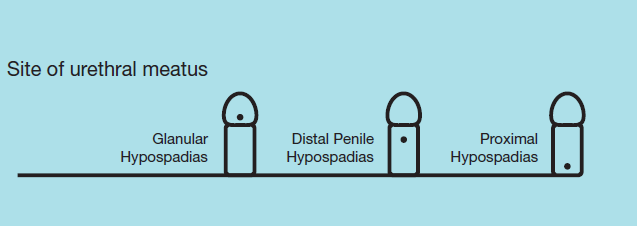 Site of urethral meatus
Glanular
Hypospadias
Distal Penile
Hypospadias
Proximal
Hypospadias